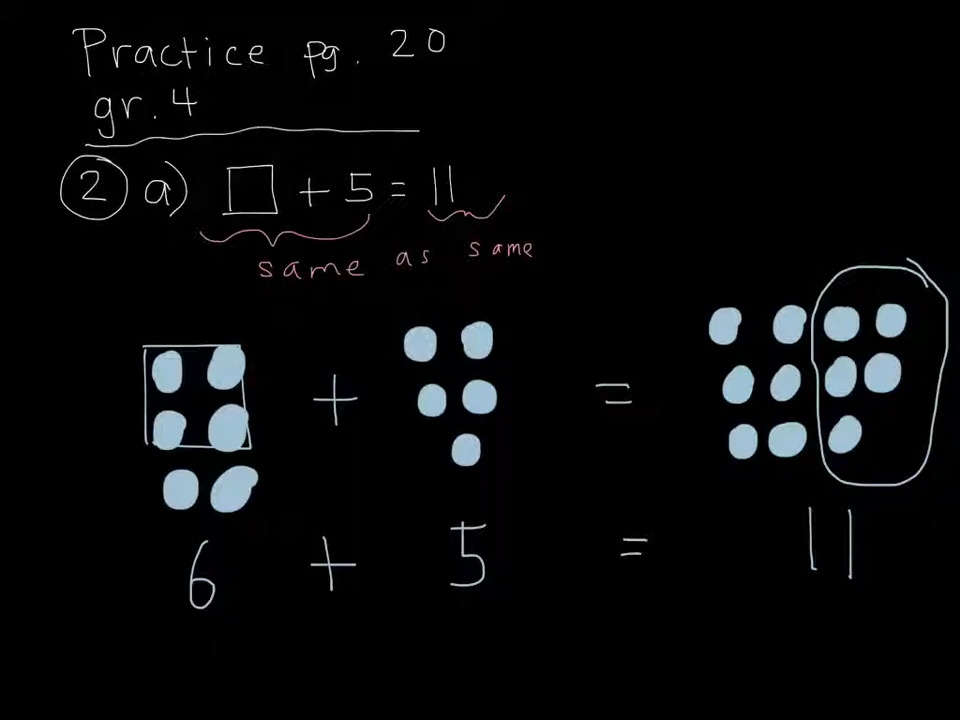 Practice pg. 20
gr. 4
2 a) □ + 5 = 11
same as same
+ =
6 + 5 = 11